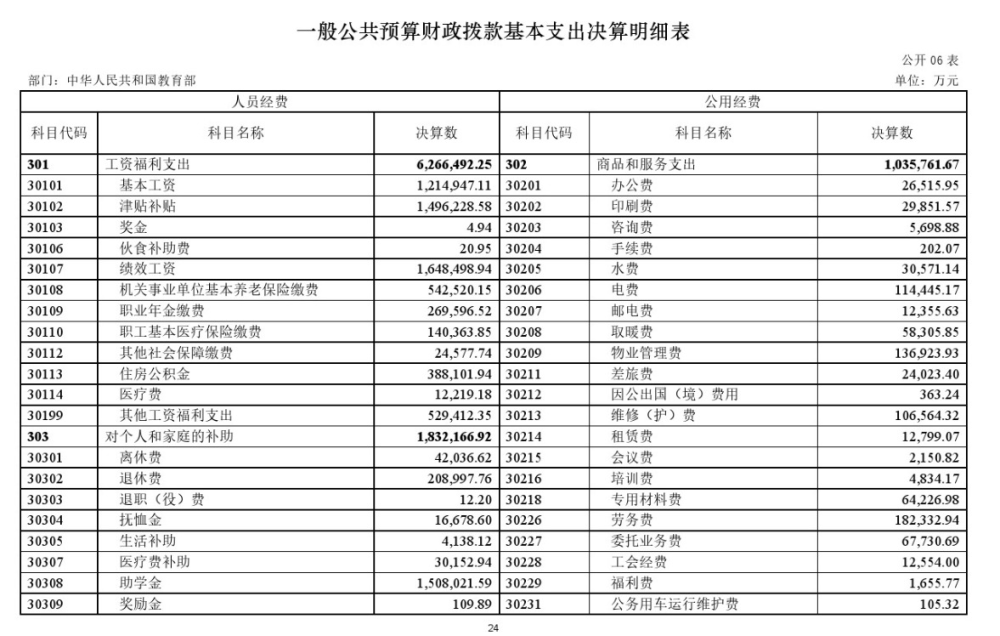 一般公共预算财政拨款基本支出决算明细表
公开 06 表
部门：中华人民共和国教育部 单位：万元
人员经费 公用经费
科目代码 科目名称 决算数 科目代码 科目名称 决算数
301 工资福利支出 6,266,492.25 302 商品和服务支出 1,035,761.67
30101 基本工资 1,214,947.11 30201 办公费 26,515.95
30102 津贴补贴 1,496,228.58 30202 印刷费 29,851.57
30103 奖金 4.94 30203 咨询费 5,698.88
30106 伙食补助费 20.95 30204 手续费 202.07
30107 绩效工资 1,648,498.94 30205 水费 30,571.14
30108 机关事业单位基本养老保险缴费 542,520.15 30206 电费 114,445.17
30109 职业年金缴费 269,596.52 30207 邮电费 12,355.63
30110 职工基本医疗保险缴费 140,363.85 30208 取暖费 58,305.85
30112 其他社会保障缴费 24,577.74 30209 物业管理费 136,923.93
30113 住房公积金 388,101.94 30211 差旅费 24,023.40
30114 医疗费 12,219.18 30212 因公出国（境）费用 363.24
30199 其他工资福利支出 529,412.35 30213 维修（护）费 106,564.32
303 对个人和家庭的补助 1,832,166.92 30214 租赁费 12,799.07
30301 离休费 42,036.62 30215 会议费 2,150.82
30302 退休费 208,997.76 30216 培训费 4,834.17
30303 退职（役）费 12.20 30218 专用材料费 64,226.98
30304 抚恤金 16,678.60 30226 劳务费 182,332.94
30305 生活补助 4,138.12 30227 委托业务费 67,730.69
30307 医疗费补助 30,152.94 30228 工会经费 12,554.00
30308 助学金 1,508,021.59 30229 福利费 1,655.77
30309 奖励金 109.89 30231 公务用车运行维护费 105.32
24